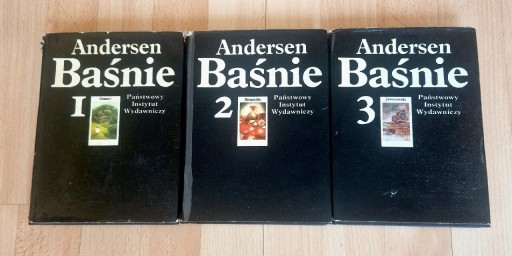 Andersen
Baśnie
1
Państwowy
Instytut
Wydawniczy
Andersen
Baśnie
2
Państwowy
Instytut
Wydawniczy
Andersen
Baśnie
3
Państwowy
Instytut
Wydawniczy